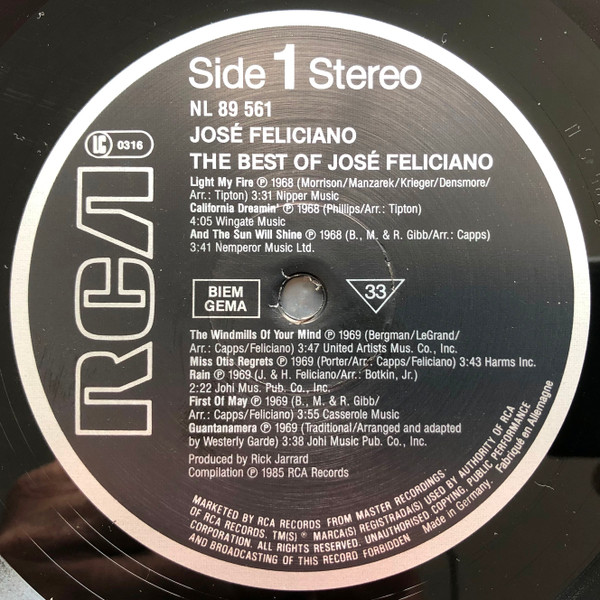 Side 1 Stereo
NL 89 561
LC 0316
JOSÉ FELICIANO
THE BEST OF JOSÉ FELICIANO
Light My Fire ℗ 1968 (Morrison/Manzarek/Krieger/Densmore/
Arr.: Tipton) 3:31 Nipper Music
California Dreamin' ℗ 1968 (Phillips/Arr.: Tipton)
4:05 Wingate Music
And The Sun Will Shine ℗ 1968 (B., M. & R. Gibb/Arr.: Capps)
3:41 Nemperor Music Ltd.
RCA
BIEM
GEMA
33
The Windmills Of Your Mind ℗ 1969 (Bergman/LeGrand/
Arr.: Capps/Feliciano) 3:47 United Artists Mus. Co., Inc.
Miss Otis Regrets ℗ 1969 (Porter/Arr.: Capps/Feliciano) 3:43 Harms Inc.
Rain ℗ 1969 (J. & H. Feliciano/Arr.: Botkin, Jr.)
2:22 Johi Mus. Pub. Co., Inc.
First Of May ℗ 1969 (B., M. & R. Gibb/
Arr.: Capps/Feliciano) 3:55 Casserole Music
Guantanamera ℗ 1969 (Traditional/Arranged and adapted
by Westerly Garde) 3:38 Johi Music Pub. Co., Inc.
Produced by Rick Jarrard
Compilation ℗ 1985 RCA Records
MARKETED BY RCA RECORDS FROM MASTER RECORDINGS
OF RCA RECORDS. TM(S) ® MARCA(S) REGISTRADA(S) USED BY AUTHORITY OF RCA
CORPORATION. ALL RIGHTS RESERVED. UNAUTHORISED COPYING, PUBLIC PERFORMANCE
AND BROADCASTING OF THIS RECORD FORBIDDEN Made in Germany. Fabriqué en Allemagne